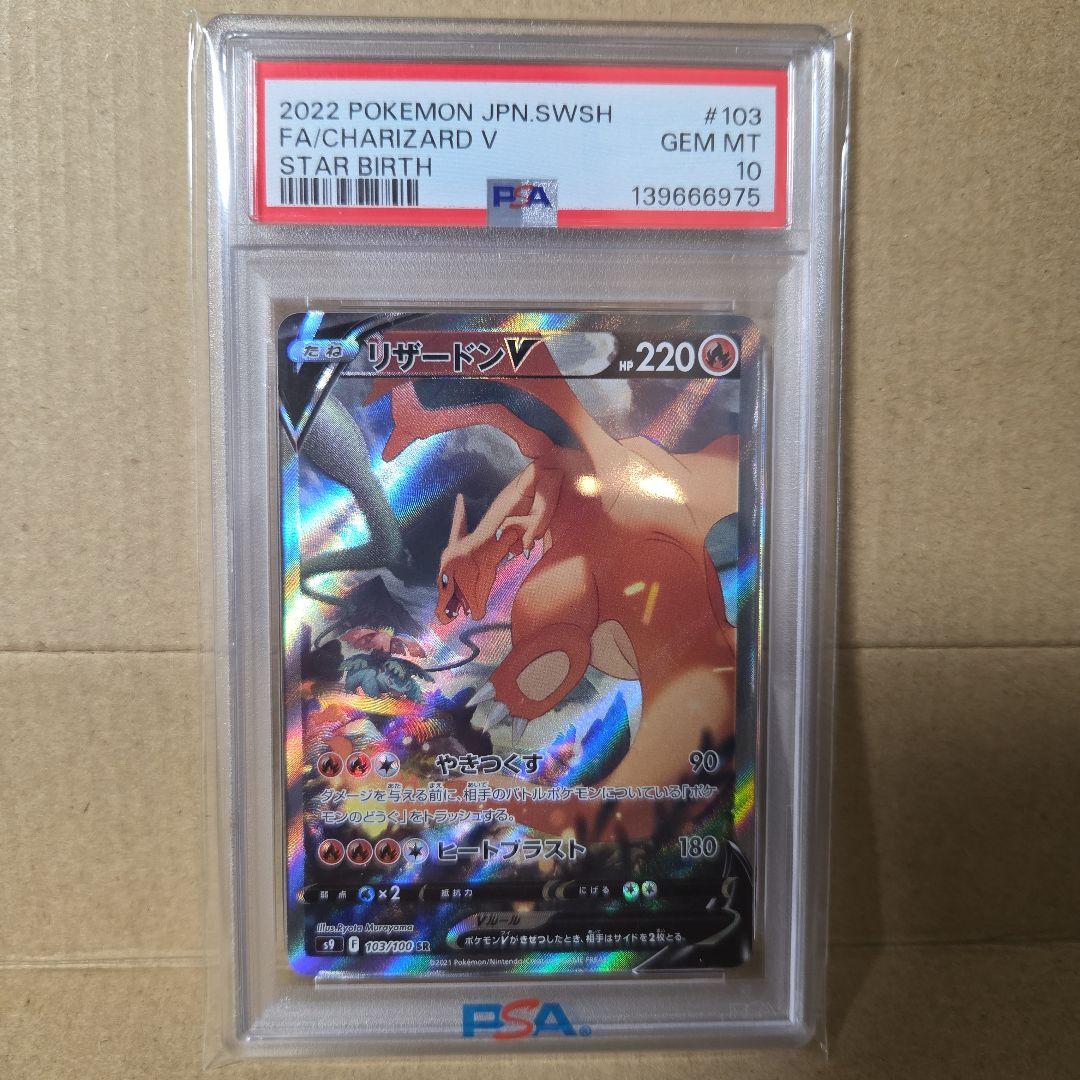 2022 POKEMON JPN.SWSH #103
FA/CHARIZARD V GEM MT
STAR BIRTH 10
PSA 139666975
たね リザードンV HP 220
やきつくす 90
ダメージを与える前に、相手のバトルポケモンについている「ポケ
モンのどうぐ」をトラッシュする。
ヒートブラスト 180
弱点 ×2 抵抗力 にげる
Illus. Ryota Murayama
Vルール
s9 F 103/100 SR ポケモンVがきぜつしたとき、相手はサイドを2枚とる。
©2021 Pokémon/Nintendo/Creatures/GAME FREAK
PSA®